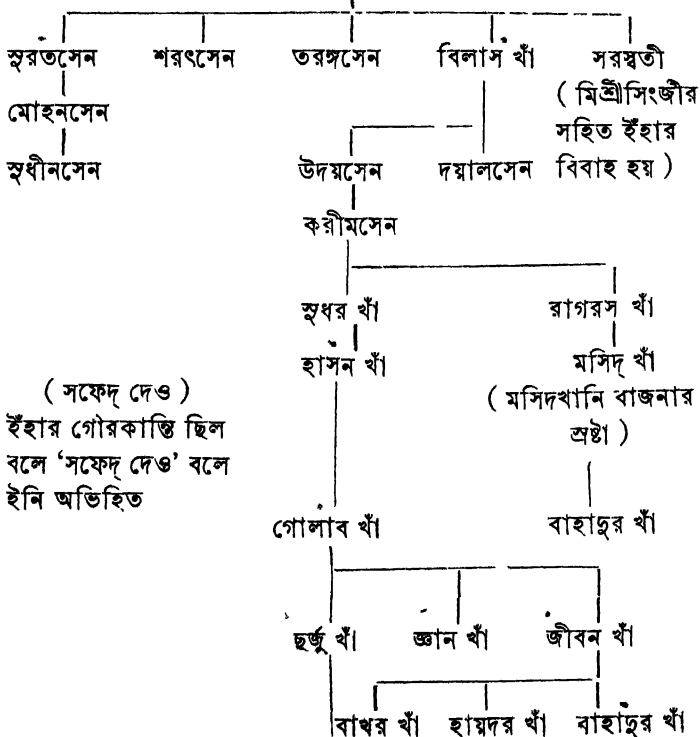 সুরতসেন শরৎসেন তরঙ্গসেন বিলাস খাঁ সরস্বতী
( মিশ্রীসিংজীর
মোহনসেন সহিত ইঁহার
সুধীনসেন উদয়সেন দয়ালসেন বিবাহ হয় )
করীমসেন
সুধর খাঁ রাগরস খাঁ
হাসন খাঁ মসিদ্ খাঁ
( সফেদ্ দেও ) ( মসিদখানি বাজনার
ইঁহার গৌরকান্তি ছিল স্রষ্টা )
বলে ‘সফেদ্ দেও’ বলে
ইনি অভিহিত
গোলাব খাঁ বাহাদুর খাঁ
ছর্জু খাঁ জ্ঞান খাঁ জীবন খাঁ
বাখর খাঁ হায়দর খাঁ বাহাদুর খাঁ